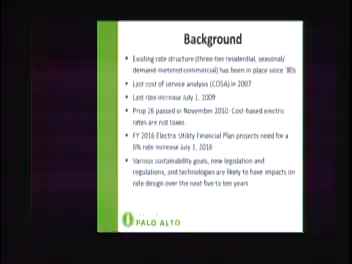 Background
• Existing rate structure (three-tier residential, seasonal/
demand-metered commercial) has been in place since '80s
• Last cost of service analysis (COSA) in 2007
• Last rate increase July 1, 2009
• Prop 26 passed in November 2010: Cost-based electric
rates are not taxes
• FY 2016 Electric Utility Financial Plan projects need for a
6% rate increase July 1, 2016
• Various sustainability goals, new legislation and
regulations, and technologies are likely to have impacts on
rate design over the next five to ten years
PALO ALTO